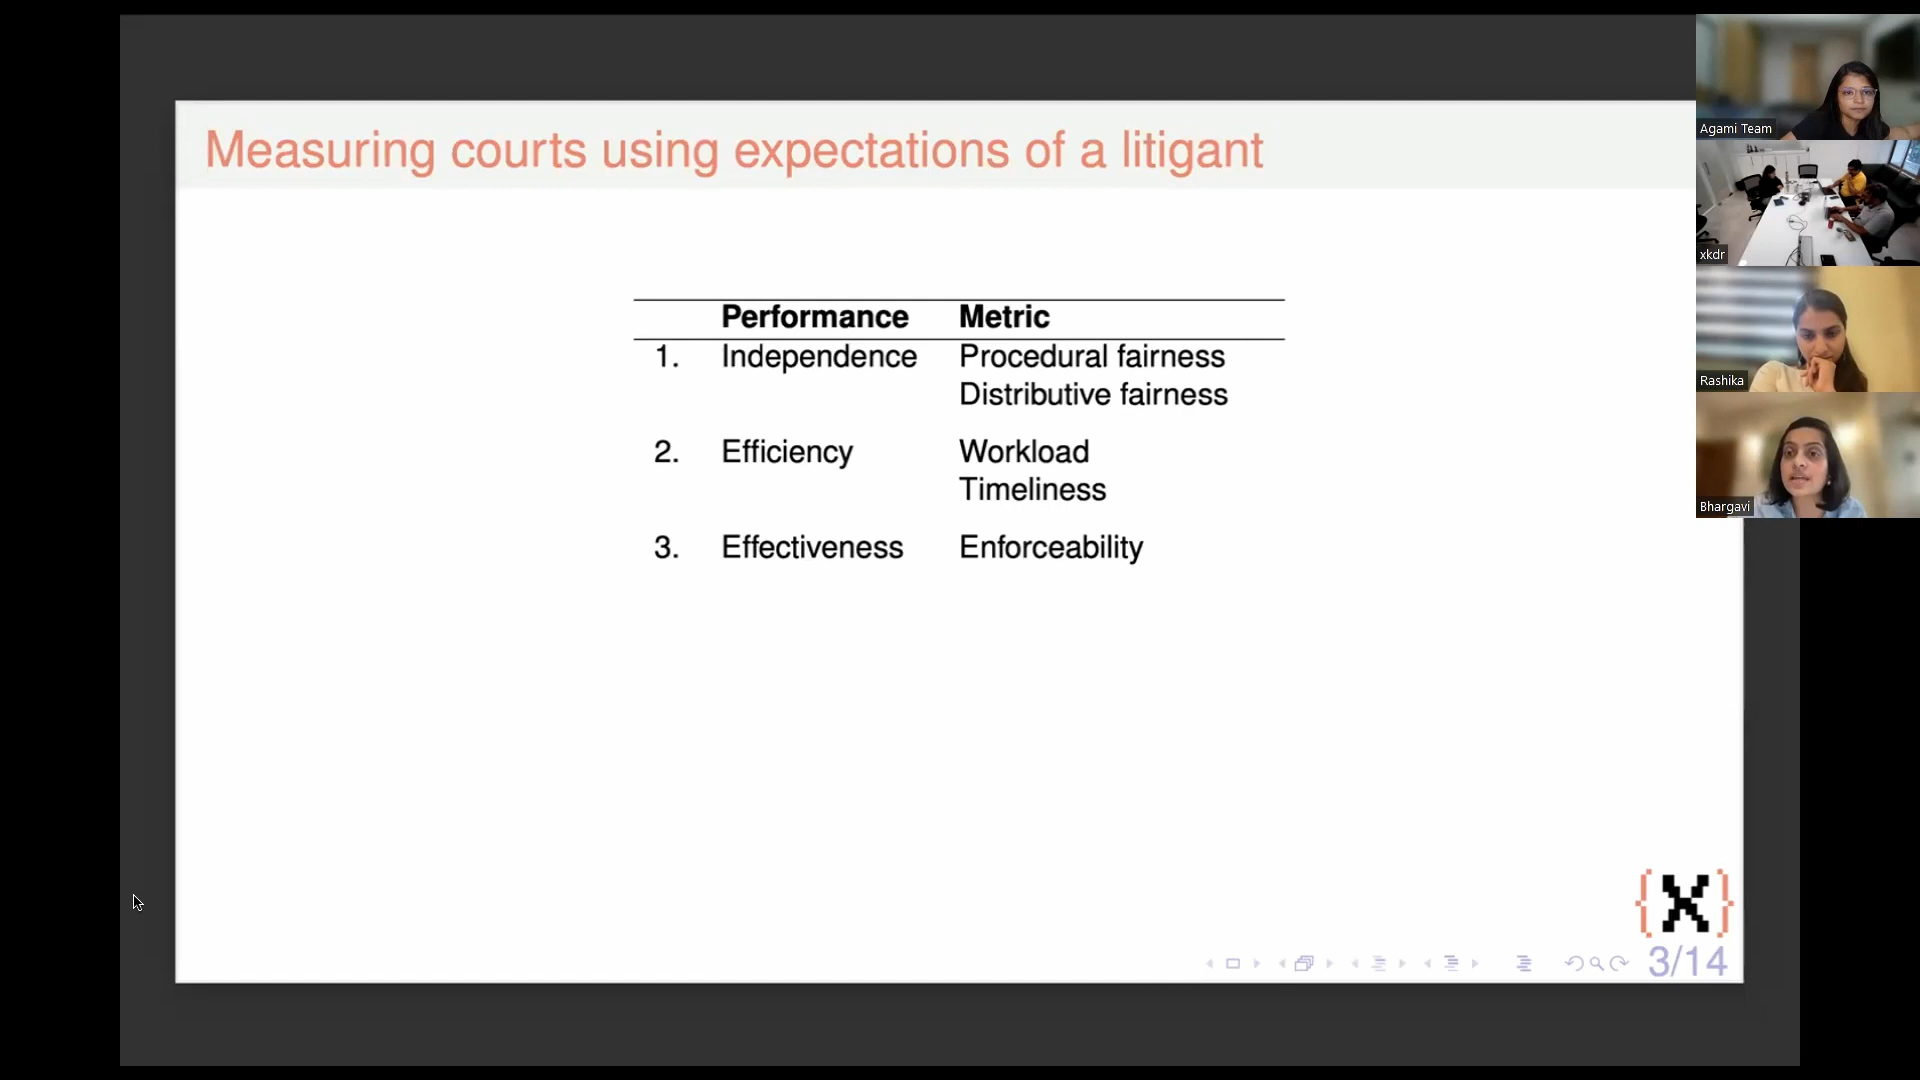 Measuring courts using expectations of a litigant
Performance Metric
1. Independence Procedural fairness
Distributive fairness
2. Efficiency Workload
Timeliness
3. Effectiveness Enforceability
{X}
3/14
Agami Team
xkdr
Rashika
Bhargavi